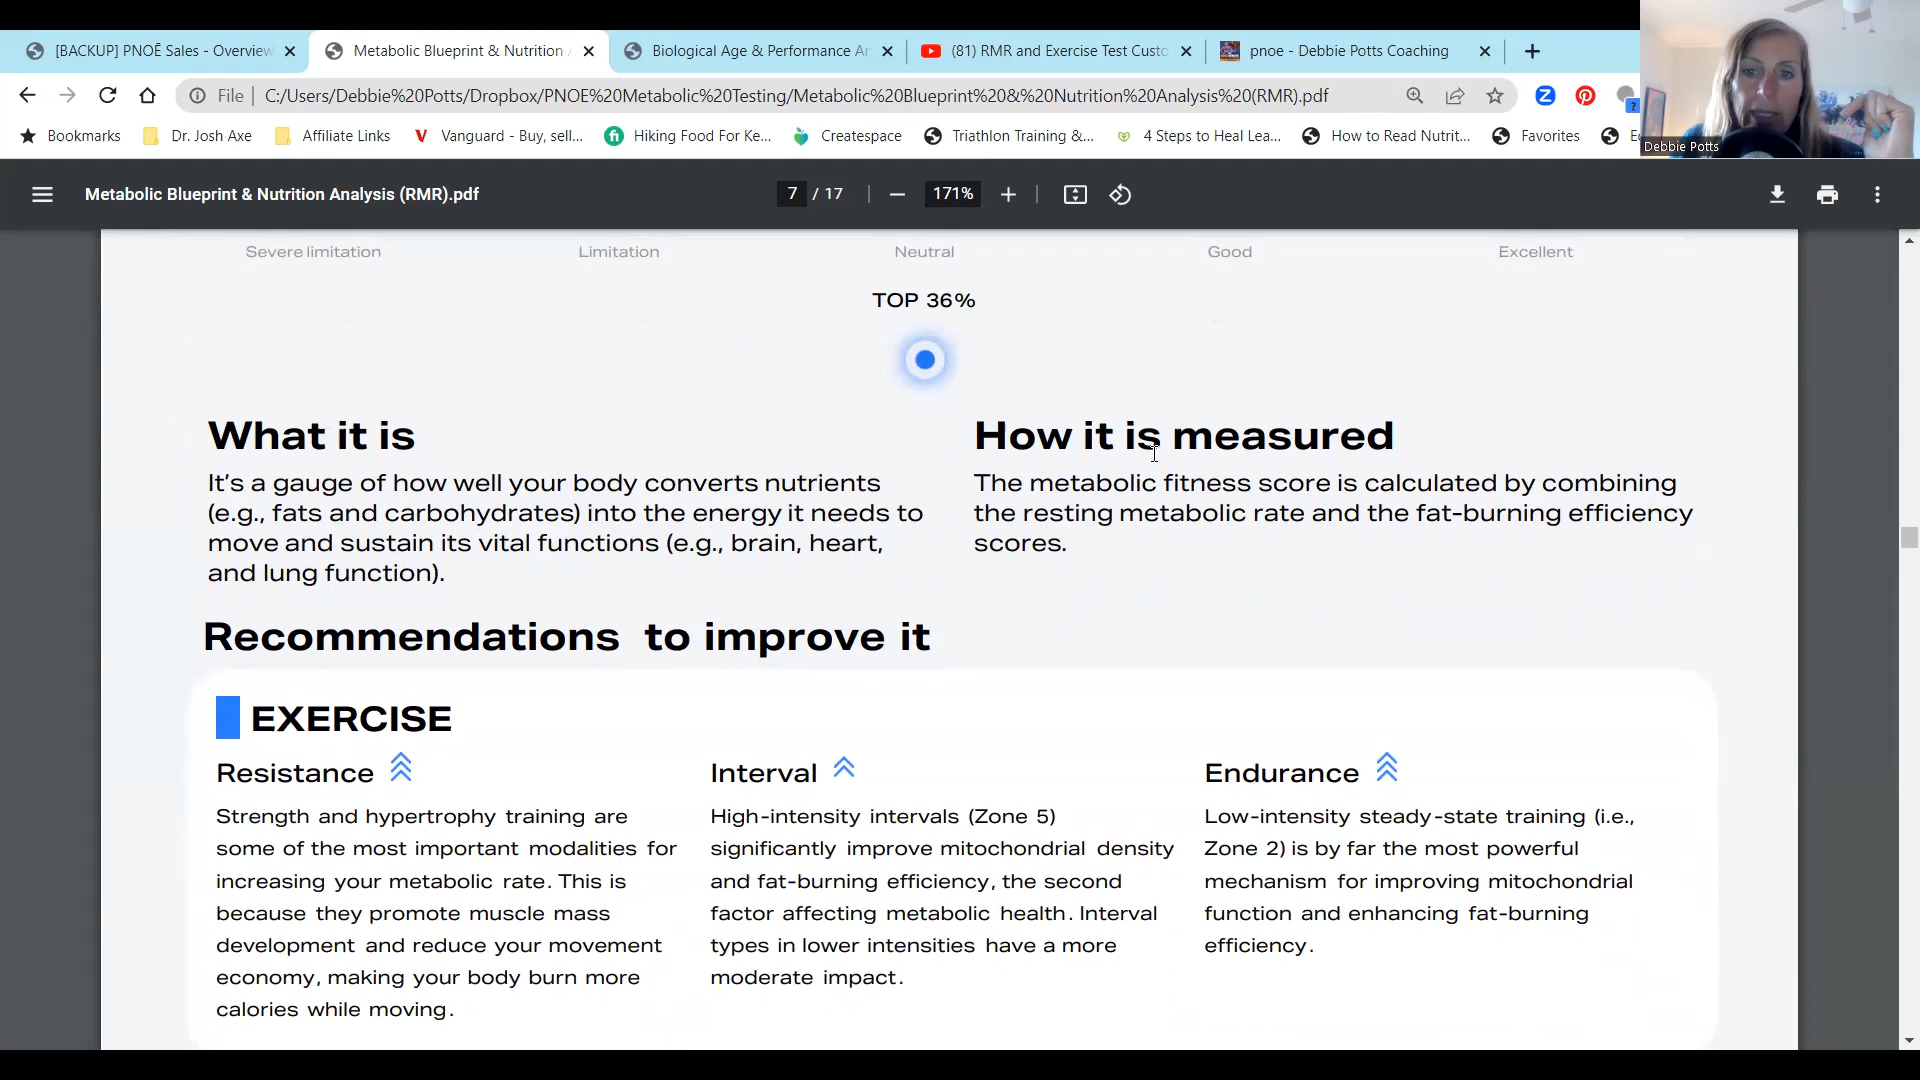 [BACKUP] PNOĒ Sales - Overview
Metabolic Blueprint & Nutrition
Biological Age & Performance A
(81) RMR and Exercise Test Custo
pnoe - Debbie Potts Coaching
File
C:/Users/Debbie%20Potts/Dropbox/PNOE%20Metabolic%20Testing/Metabolic%20Blueprint%20&%20Nutrition%20Analysis%20(RMR).pdf
Bookmarks
Dr. Josh Axe
Affiliate Links
Vanguard - Buy, sell...
Hiking Food For Ke...
Createspace
Triathlon Training &...
4 Steps to Heal Lea...
How to Read Nutrit...
Favorites
Debbie Potts
Metabolic Blueprint & Nutrition Analysis (RMR).pdf
7 / 17
171%
Severe limitation
Limitation
Neutral
Good
Excellent
TOP 36%
What it is
It's a gauge of how well your body converts nutrients
(e.g., fats and carbohydrates) into the energy it needs to
move and sustain its vital functions (e.g., brain, heart,
and lung function).
How it is measured
The metabolic fitness score is calculated by combining
the resting metabolic rate and the fat-burning efficiency
scores.
Recommendations to improve it
EXERCISE
Resistance
Strength and hypertrophy training are
some of the most important modalities for
increasing your metabolic rate. This is
because they promote muscle mass
development and reduce your movement
economy, making your body burn more
calories while moving.
Interval
High-intensity intervals (Zone 5)
significantly improve mitochondrial density
and fat-burning efficiency, the second
factor affecting metabolic health. Interval
types in lower intensities have a more
moderate impact.
Endurance
Low-intensity steady-state training (i.e.,
Zone 2) is by far the most powerful
mechanism for improving mitochondrial
function and enhancing fat-burning
efficiency.